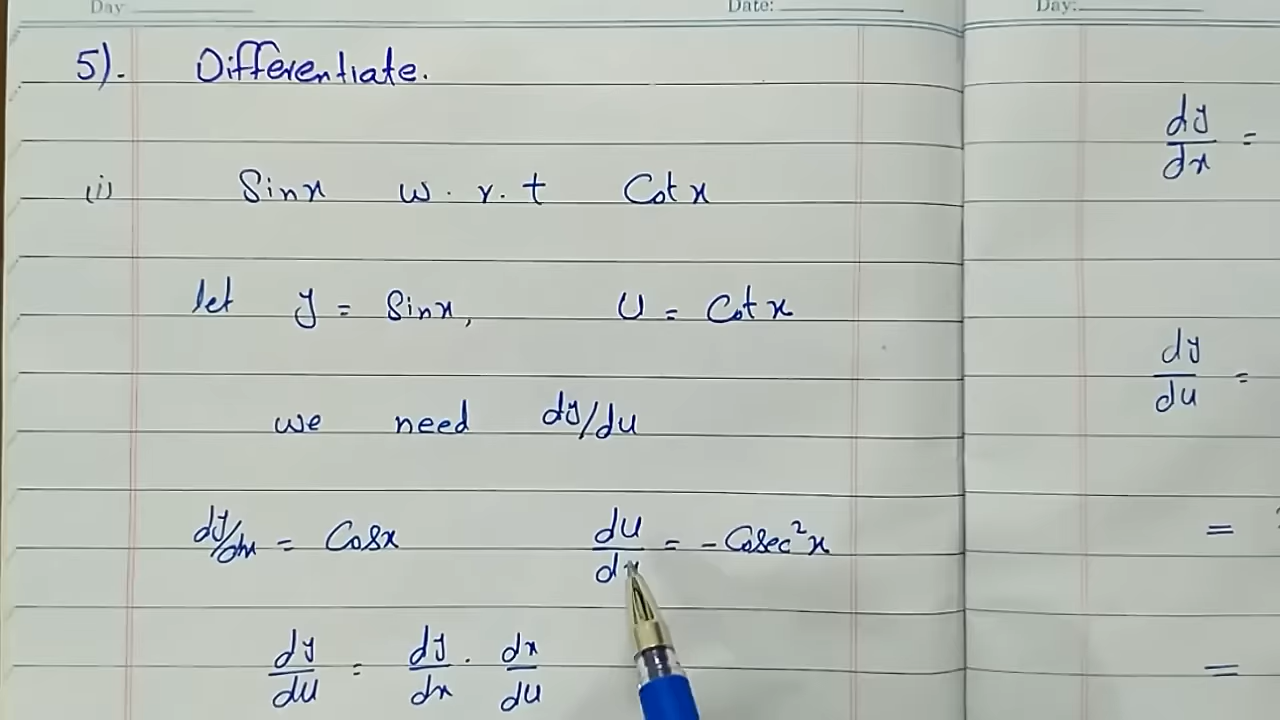 Day
Date:
5). Differentiate.
(i) Sinx w.r.t Cotx
let y = Sinx, U = Cotx
we need dy/du
dy/dx = Cosx du/dx = -Cosec²x
dy/du = dy/dx . dx/du
Day:
dy/dx =
dy/du =
=
=